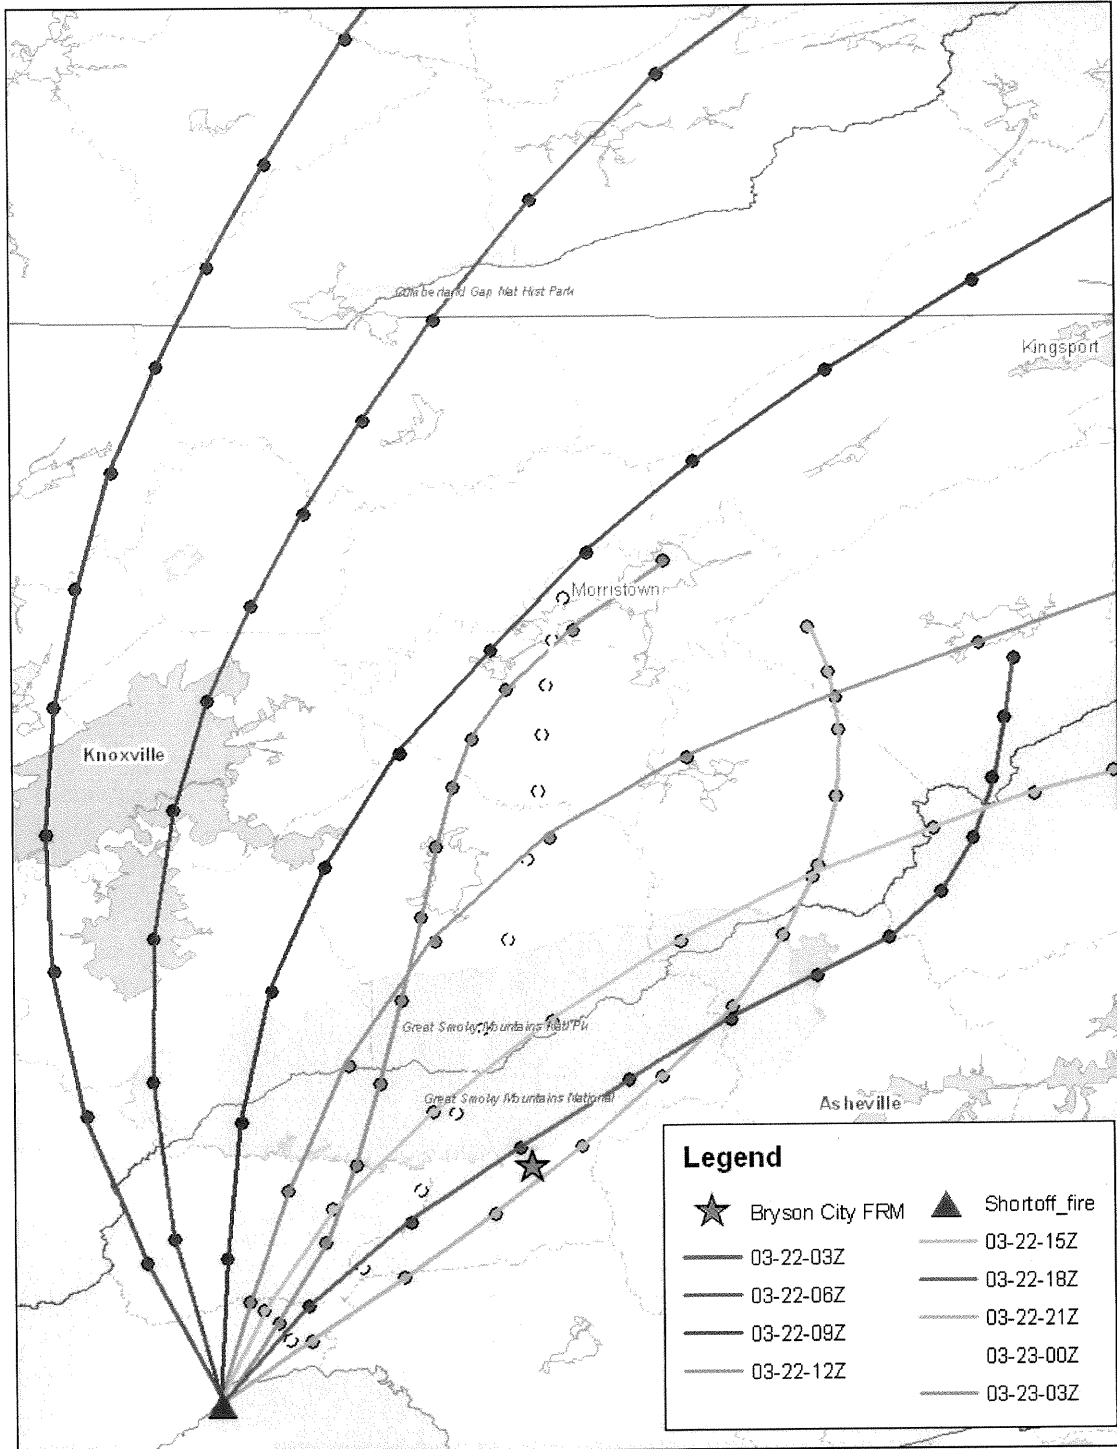 Cumberland Gap Nat Hist Park
Kingsport
Morristown
Knoxville
Great Smoky Mountains Natl
Great Smoky Mountains National
Asheville
Legend
Bryson City FRM
Shortoff_fire
03-22-03Z
03-22-06Z
03-22-09Z
03-22-12Z
03-22-15Z
03-22-18Z
03-22-21Z
03-23-00Z
03-23-03Z